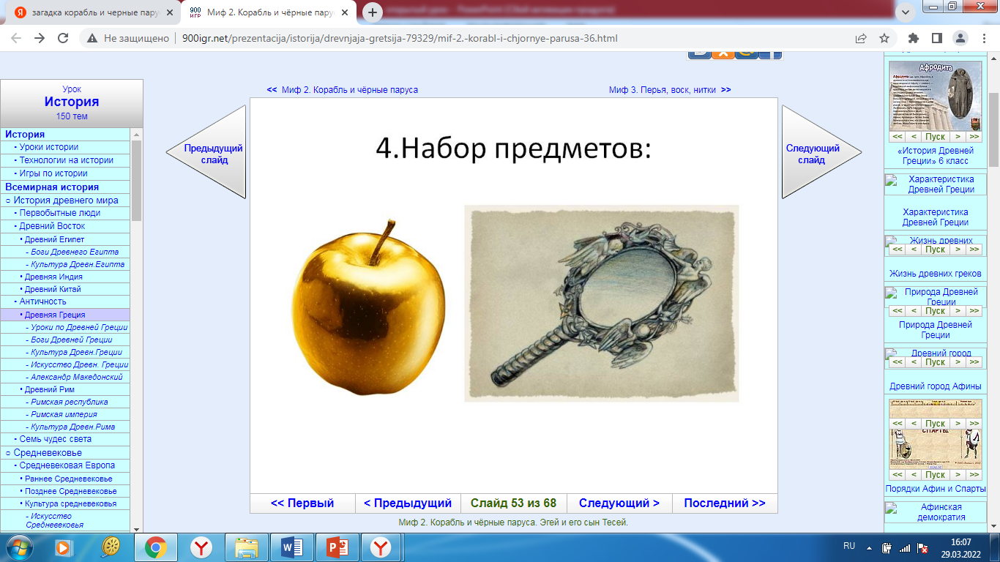 загадка корабль и черные пару
900 игр
Миф 2. Корабль и чёрные пару
Не защищено
900igr.net/prezentacija/istorija/drevnjaja-gretsija-79329/mif-2.-korabl-i-chjornye-parusa-36.html
Урок
История
150 тем
История
Уроки истории
Технологии на истории
Игры по истории
Всемирная история
История древнего мира
Первобытные люди
Древний Восток
Древний Египет
- Боги Древнего Египта
- Культура Древн.Египта
Древняя Индия
Древний Китай
Античность
Древняя Греция
- Уроки по Древней Греции
- Боги Древней Греции
- Культура Древн.Греции
- Искусство Древн. Греции
- Александр Македонский
Древний Рим
- Римская республика
- Римская империя
- Культура Древн.Рима
Семь чудес света
Средневековье
Средневековая Европа
Раннее Средневековье
Позднее Средневековье
Культура средневековья
- Искусство
Средневековья
<< Миф 2. Корабль и чёрные паруса
Миф 3. Перья, воск, нитки >>
Предыдущий
слайд
4.Набор предметов:
Следующий
слайд
<< Первый
< Предыдущий
Слайд 53 из 68
Следующий >
Последний >>
Миф 2. Корабль и чёрные паруса. Эгей и его сын Тесей.
Афродита
<< < Пуск > >>
«История Древней
Греции» 6 класс
Характеристика
Древней Греции
Характеристика
Древней Греции
Жизнь древних
<< < Пуск > >>
Жизнь древних греков
Природа Древней
Греции
<< < Пуск > >>
Природа Древней
Греции
Древний город
<< < Пуск > >>
Древний город Афины
<< < Пуск > >>
СПАРТЫ
<< < Пуск > >>
Порядки Афин и Спарты
Афинская
демократия
RU
16:07
29.03.2022